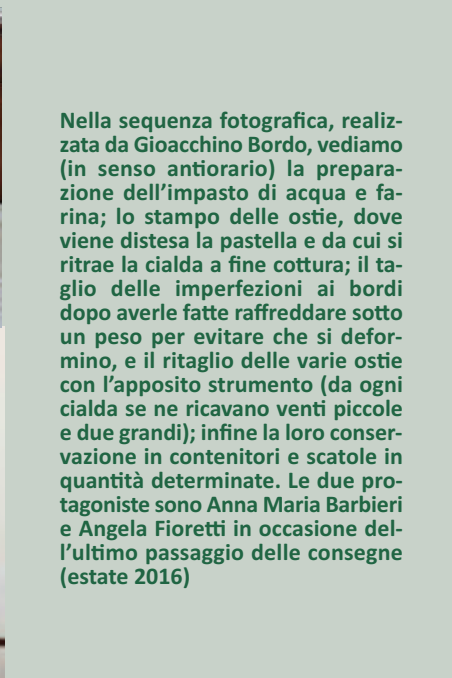 Nella sequenza fotografica, realiz-
zata da Gioacchino Bordo, vediamo
(in senso antiorario) la prepara-
zione dell’impasto di acqua e fa-
rina; lo stampo delle ostie, dove
viene distesa la pastella e da cui si
ritrae la cialda a fine cottura; il ta-
glio delle imperfezioni ai bordi
dopo averle fatte raffreddare sotto
un peso per evitare che si defor-
mino, e il ritaglio delle varie ostie
con l’apposito strumento (da ogni
cialda se ne ricavano venti piccole
e due grandi); infine la loro conser-
vazione in contenitori e scatole in
quantità determinate. Le due pro-
tagoniste sono Anna Maria Barbieri
e Angela Fioretti in occasione del-
l’ultimo passaggio delle consegne
(estate 2016)